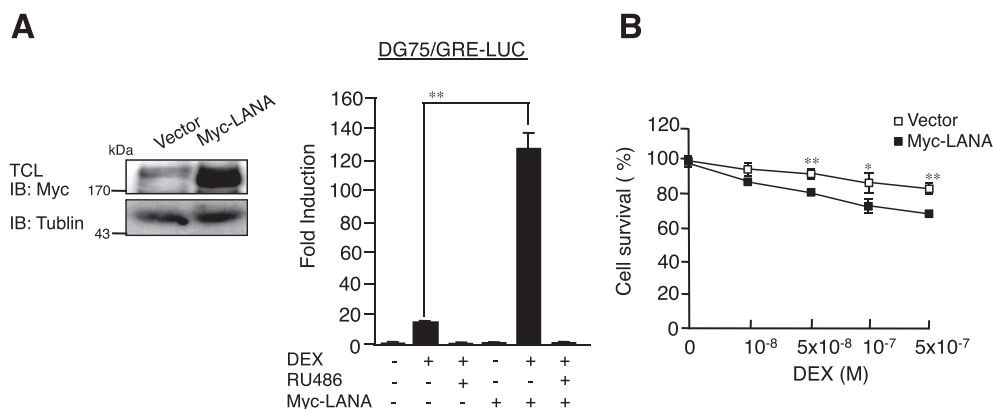 A
DG75/GRE-LUC
Vector
Myc-LANA
kDa
TCL
IB: Myc
170
IB: Tublin
43
Fold Induction
160
140
120
100
80
60
40
20
0
**
DEX - + + - + +
RU486 - - + - - +
Myc-LANA - - - + + +
B
Vector
Myc-LANA
Cell survival ( %)
120
100
80
60
40
20
0
** * **
0 10-8 5x10-8 10-7 5x10-7
DEX (M)